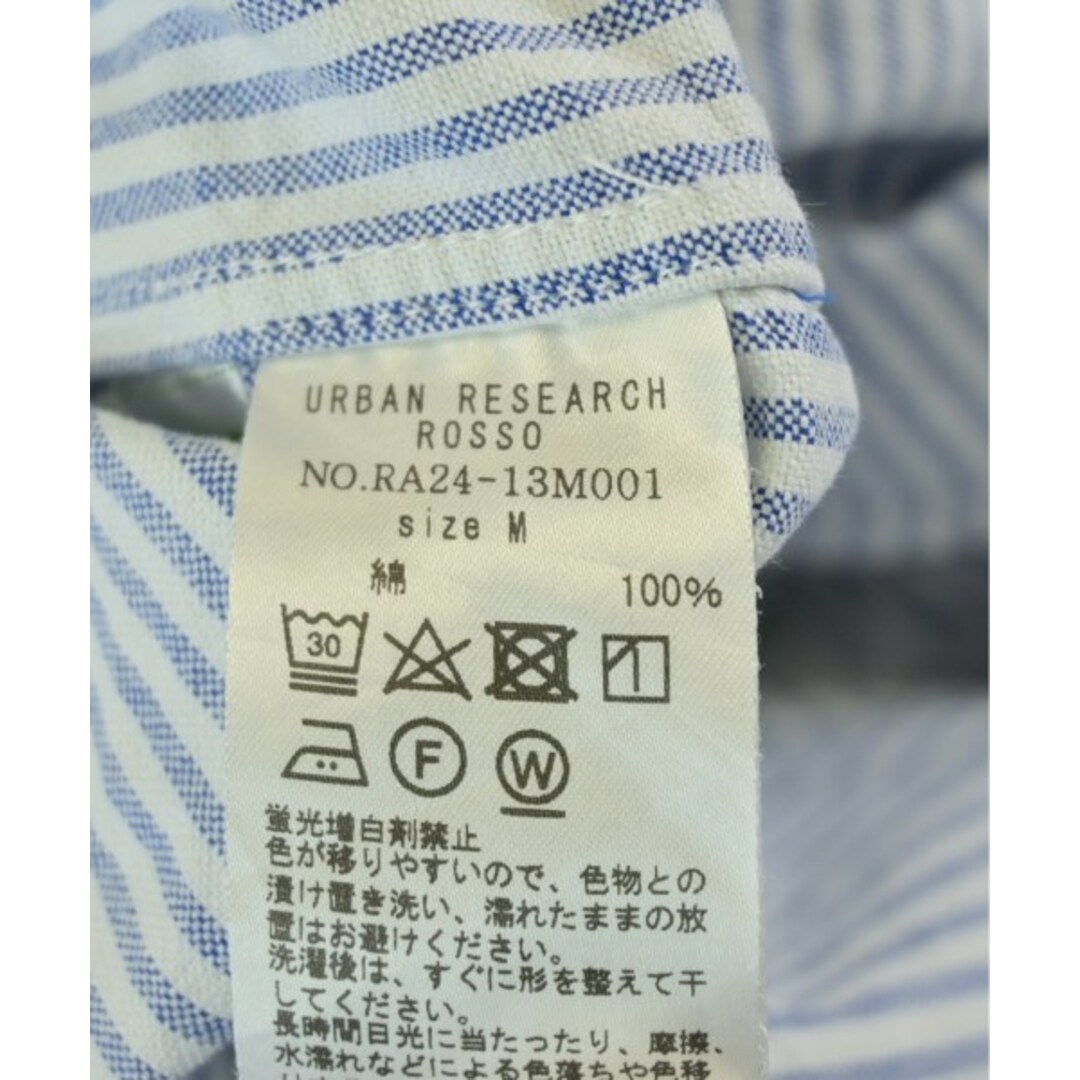 URBAN RESEARCH
ROSSO
NO.RA24-13M001
size M
綿 100%
30
F W
蛍光増白剤禁止
色が移りやすいので、色物との
漬け置き洗い、濡れたままの放
置はお避けください。
洗濯後は、すぐに形を整えて干
してください。
長時間日光に当たったり、摩擦、
水濡れなどによる色落ちや色移